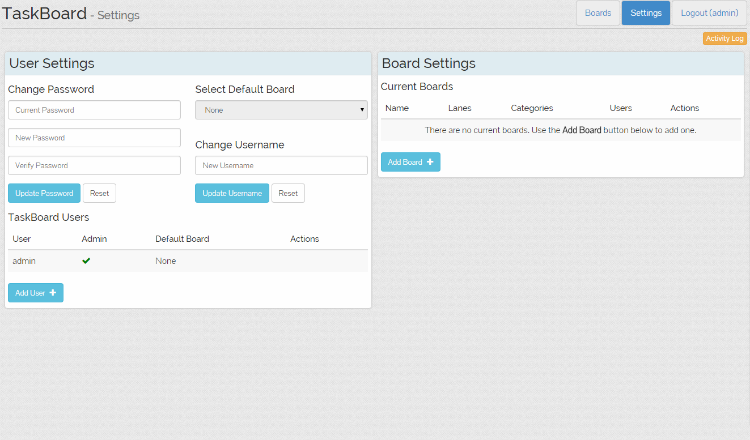 TaskBoard - Settings
Boards
Settings
Logout (admin)
Activity Log
User Settings
Change Password
Current Password
New Password
Verify Password
Update Password
Reset
Select Default Board
None
Change Username
New Username
Update Username
Reset
TaskBoard Users
User Admin Default Board Actions
admin None
Add User
Board Settings
Current Boards
Name Lanes Categories Users Actions
There are no current boards. Use the Add Board button below to add one.
Add Board